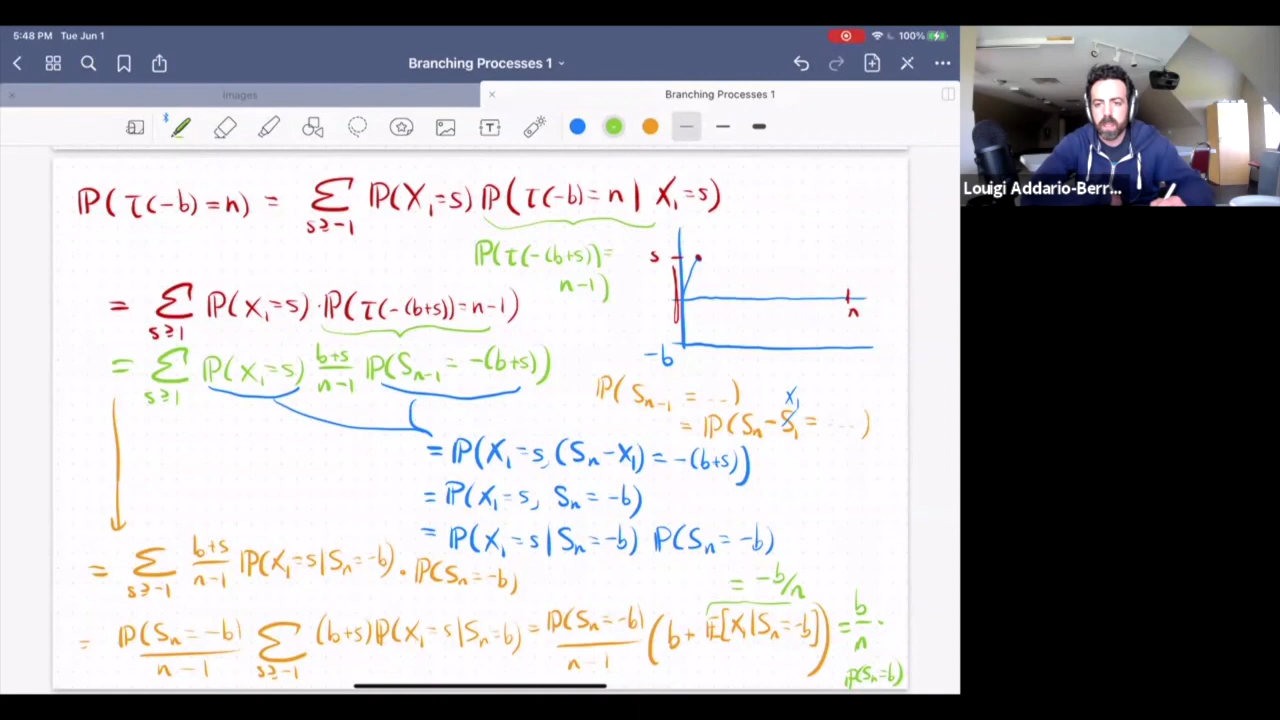 5:48 PM Tue Jun 1
100%
Branching Processes 1
images
Branching Processes 1
Louigi Addario-Berr...
ℙ(τ(-b)=n) = Σ_{s≥-1} ℙ(X₁=s) ℙ(τ(-b)=n | X₁=s)
ℙ(τ(-(b+s))=
n-1)
s
n
-b
= Σ_{s≥1} ℙ(X₁=s)·ℙ(τ(-(b+s))=n-1)
= Σ_{s≥1} ℙ(X₁=s) (b+s)/(n-1) ℙ(S_{n-1} = -(b+s))
ℙ(S_{n-1} = ...)
X₁
= ℙ(S_n - S₁ = ...)
= ℙ(X₁=s, (S_n-X₁) = -(b+s))
= ℙ(X₁=s, S_n = -b)
= ℙ(X₁=s | S_n=-b) ℙ(S_n=-b)
= Σ_{s≥-1} (b+s)/(n-1) ℙ(X₁=s | S_n=-b) · ℙ(S_n=-b)
= -b/n
= ℙ(S_n=-b)/(n-1) Σ_{s≥-1} (b+s)ℙ(X₁=s | S_n=b) = ℙ(S_n=-b)/(n-1) (b + 𝔼[X₁ | S_n=-b]) = b/n ·
ℙ(S_n=b)